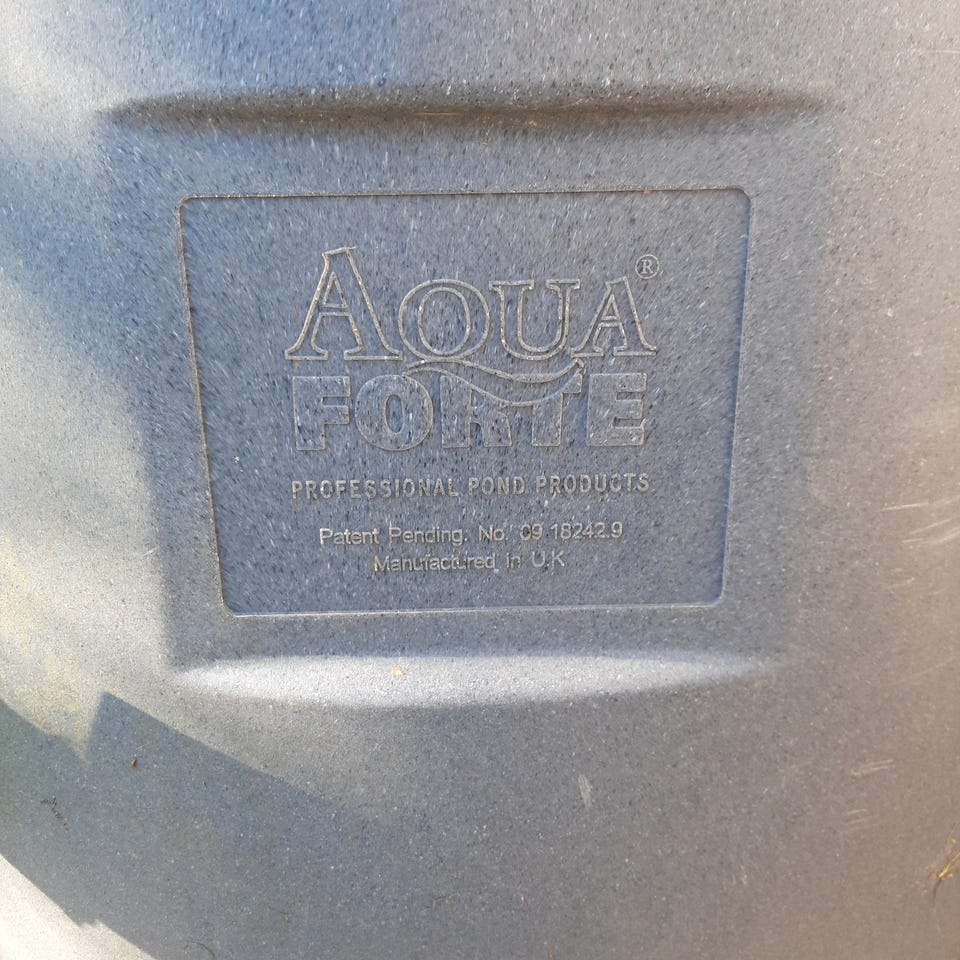 AQUA ®
FORTE
PROFESSIONAL POND PRODUCTS
Patent Pending. No. 09 18242.9
Manufactured in U.K